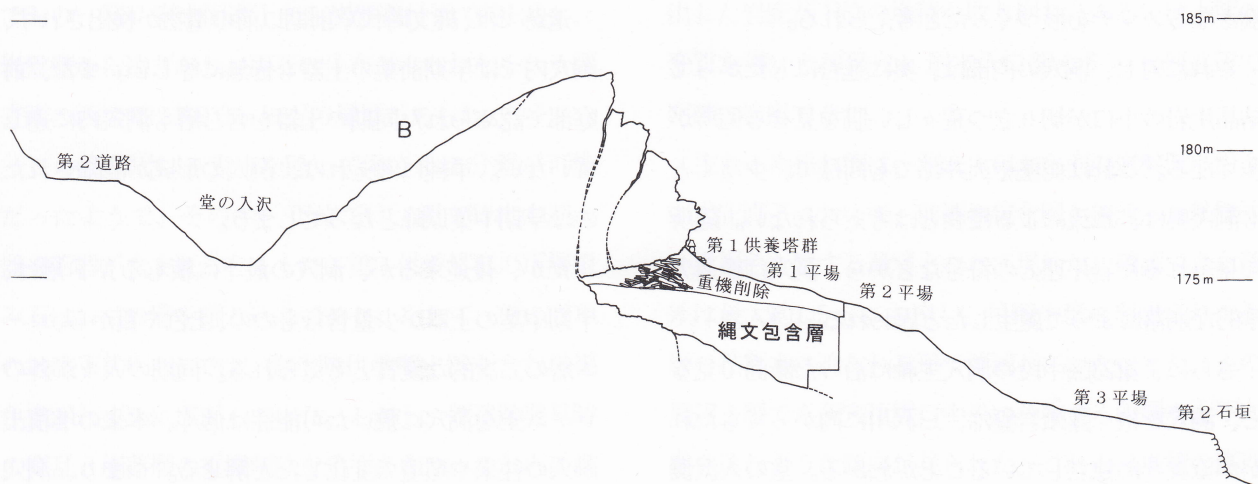 185m
B
180m
第2道路
堂の入沢
第1供養塔群
第1平場
175m
重機削除
第2平場
縄文包含層
第3平場
第2石垣